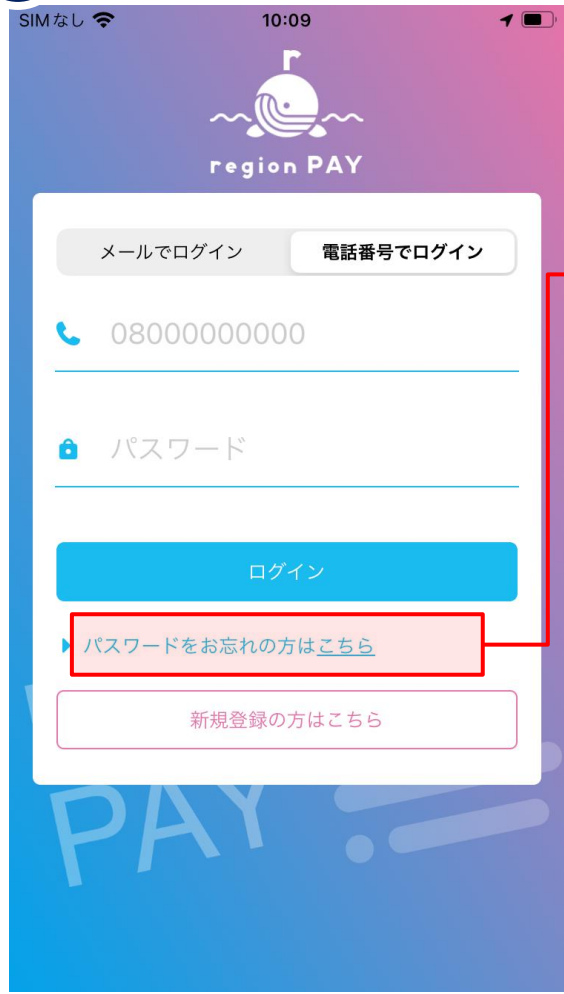 SIMなし
10:09
r
region PAY
メールでログイン
電話番号でログイン
08000000000
パスワード
ログイン
パスワードをお忘れの方はこちら
新規登録の方はこちら
PAY